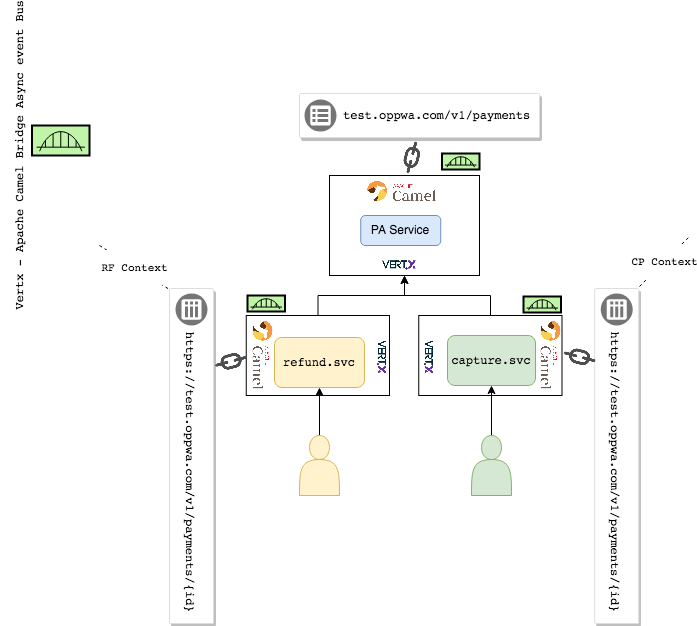 Vertx - Apache Camel Bridge Async event Bus
test.oppwa.com/v1/payments
Camel
PA Service
VERT.X
RF Context
CP Context
https://test.oppwa.com/v1/payments/{id}
Camel
refund.svc
VERT.X
VERT.X
capture.svc
Camel
https://test.oppwa.com/v1/payments/{id}